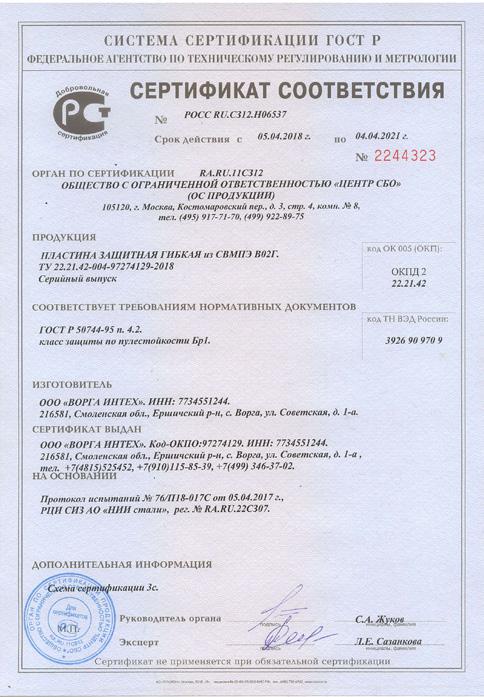 СИСТЕМА СЕРТИФИКАЦИИ ГОСТ Р
ФЕДЕРАЛЬНОЕ АГЕНТСТВО ПО ТЕХНИЧЕСКОМУ РЕГУЛИРОВАНИЮ И МЕТРОЛОГИИ
Добровольная
сертификация
СЕРТИФИКАТ СООТВЕТСТВИЯ
№ РОСС RU.СЗ12.Н06537
Срок действия с 05.04.2018 г. по 04.04.2021 г.
№ 2244323
ОРГАН ПО СЕРТИФИКАЦИИ RA.RU.11СЗ12
ОБЩЕСТВО С ОГРАНИЧЕННОЙ ОТВЕТСТВЕННОСТЬЮ «ЦЕНТР СБО»
(ОС ПРОДУКЦИИ)
105120, г. Москва, Костомаровский пер., д. 3, стр. 4, комн. № 8,
тел. (495) 917-71-70, (499) 922-89-75
ПРОДУКЦИЯ
ПЛАСТИНА ЗАЩИТНАЯ ГИБКАЯ из СВМПЭ В02Г.
ТУ 22.21.42-004-97274129-2018
Серийный выпуск
код ОК 005 (ОКП):
ОКПД 2
22.21.42
СООТВЕТСТВУЕТ ТРЕБОВАНИЯМ НОРМАТИВНЫХ ДОКУМЕНТОВ
ГОСТ Р 50744-95 п. 4.2.
класс защиты по пулестойкости Бр1.
код ТН ВЭД России:
3926 90 970 9
ИЗГОТОВИТЕЛЬ
ООО «ВОРГА ИНТЕХ». ИНН: 7734551244.
216581, Смоленская обл., Ершичский р-н, с. Ворга, ул. Советская, д. 1-а.
СЕРТИФИКАТ ВЫДАН
ООО «ВОРГА ИНТЕХ». Код-ОКПО:97274129. ИНН: 7734551244.
216581, Смоленская обл., Ершичский р-н, с. Ворга, ул. Советская, д. 1-а ,
тел. +7(4815)525452, +7(910)115-85-39, +7(499) 346-37-02.
НА ОСНОВАНИИ
Протокол испытаний № 76/П18-017С от 05.04.2017 г.,
РЦИ СИЗ АО «НИИ стали», рег. № RA.RU.22СЗ07.
ДОПОЛНИТЕЛЬНАЯ ИНФОРМАЦИЯ
Схема сертификации 3с.
Для
сертификатов
М.П.
Руководитель органа
подпись
С.А. Жуков
инициалы, фамилия
Эксперт
подпись
Л.Е. Сазанкова
инициалы, фамилия
Сертификат не применяется при обязательной сертификации